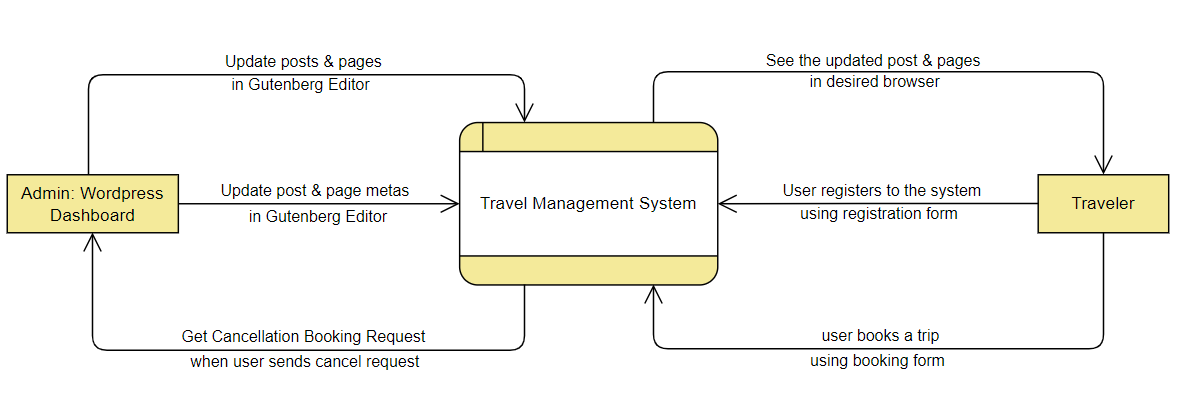 Update posts & pages
in Gutenberg Editor
See the updated post & pages
in desired browser
Admin: Wordpress
Dashboard
Update post & page metas
in Gutenberg Editor
Travel Management System
User registers to the system
using registration form
Traveler
Get Cancellation Booking Request
when user sends cancel request
user books a trip
using booking form